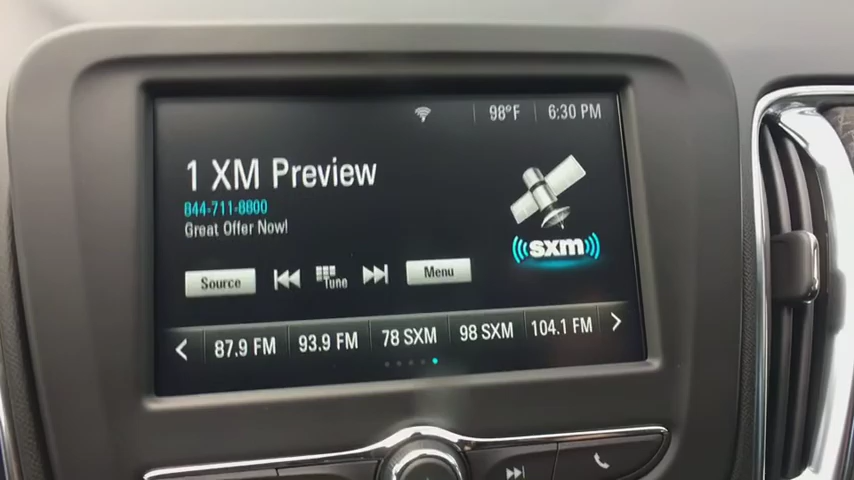 98°F 6:30 PM
1 XM Preview
844-711-8800
Great Offer Now!
sxm
Source Tune Menu
87.9 FM 93.9 FM 78 SXM 98 SXM 104.1 FM